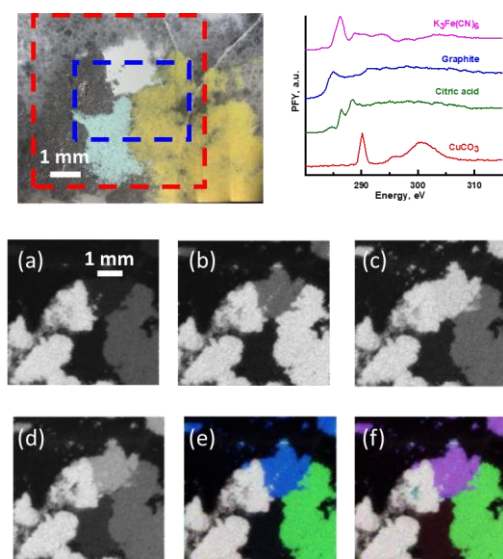 1 mm
PFY, a.u.
K₃Fe(CN)₆
Graphite
Citric acid
CuCO₃
290 300 310
Energy, eV
(a) 1 mm (b) (c)
(d) (e) (f)